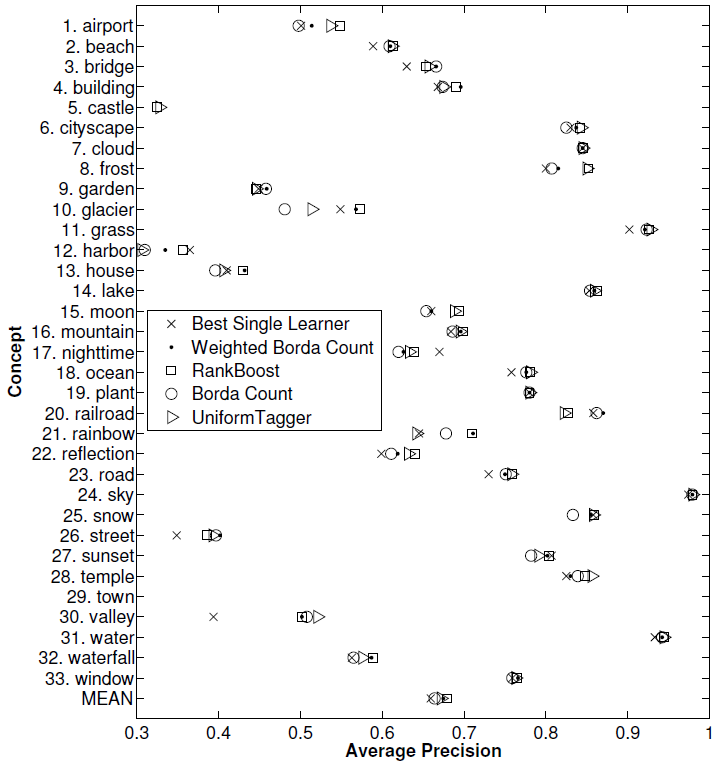 1. airport
2. beach
3. bridge
4. building
5. castle
6. cityscape
7. cloud
8. frost
9. garden
10. glacier
11. grass
12. harbor
13. house
14. lake
15. moon
16. mountain
17. nighttime
18. ocean
19. plant
20. railroad
21. rainbow
22. reflection
23. road
24. sky
25. snow
26. street
27. sunset
28. temple
29. town
30. valley
31. water
32. waterfall
33. window
MEAN
Concept
Best Single Learner
Weighted Borda Count
RankBoost
Borda Count
UniformTagger
0.3 0.4 0.5 0.6 0.7 0.8 0.9 1
Average Precision